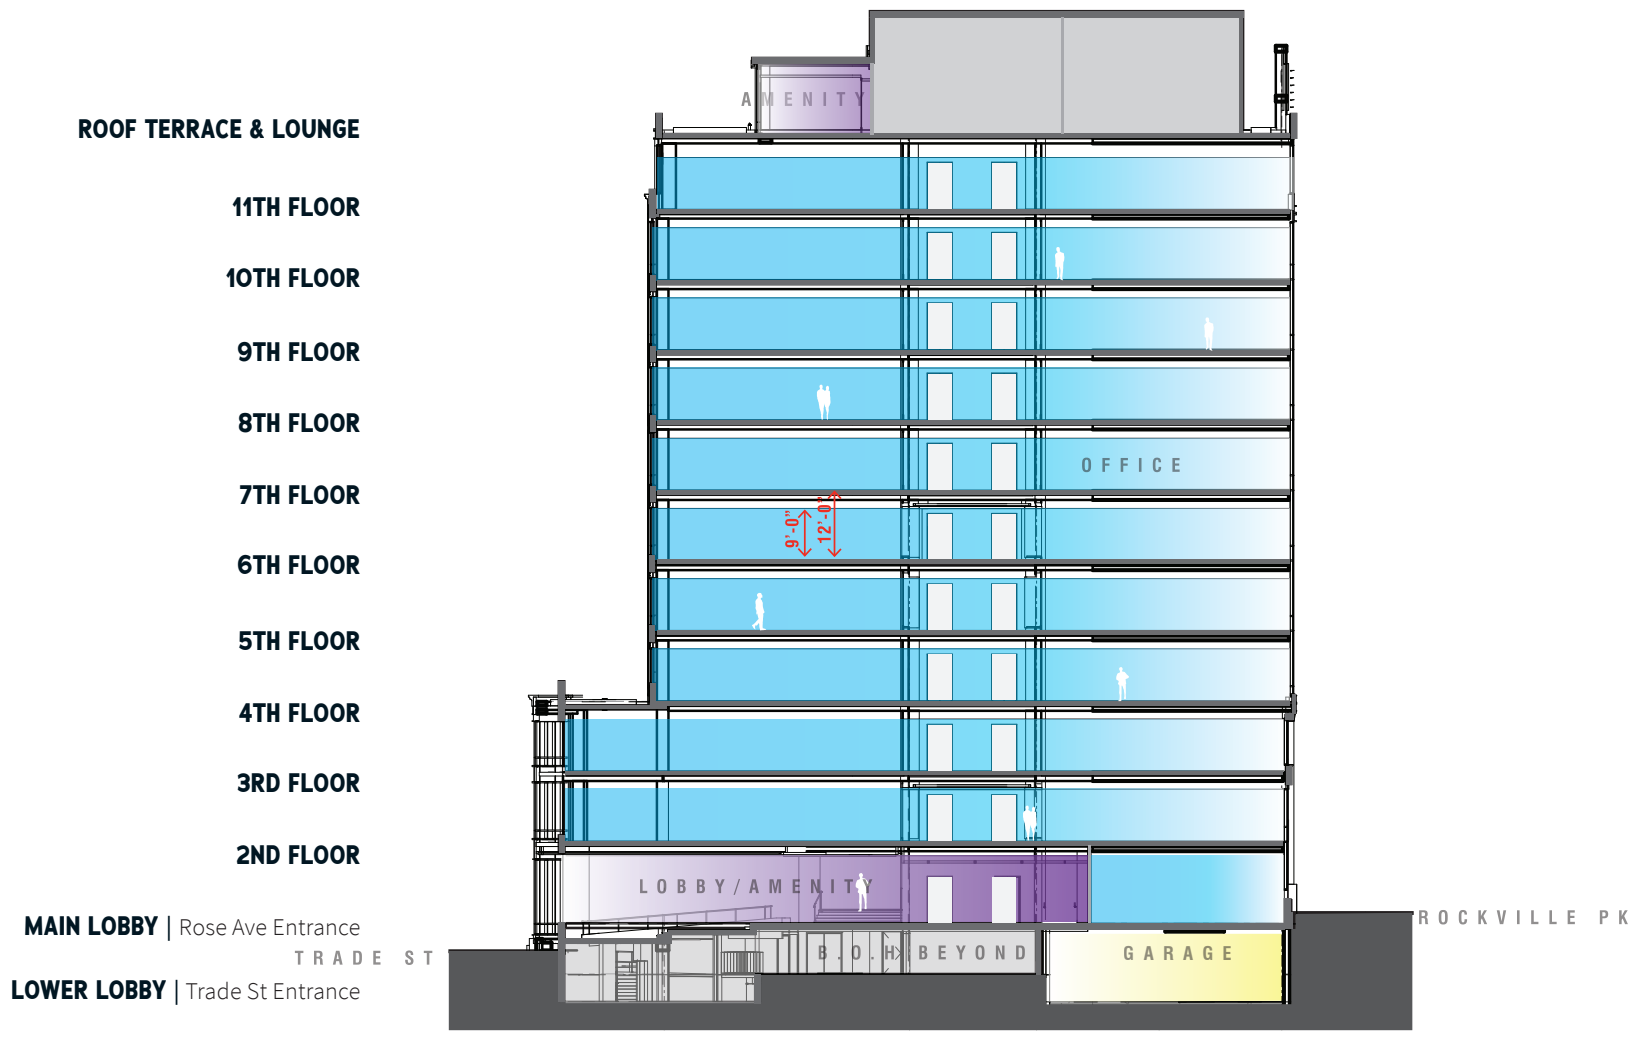 AMENITY
ROOF TERRACE & LOUNGE
11TH FLOOR
10TH FLOOR
9TH FLOOR
8TH FLOOR
OFFICE
7TH FLOOR
9'-0"
12'-0"
6TH FLOOR
5TH FLOOR
4TH FLOOR
3RD FLOOR
2ND FLOOR
LOBBY/AMENITY
MAIN LOBBY | Rose Ave Entrance
ROCKVILLE PK
TRADE ST
B.O.H BEYOND
GARAGE
LOWER LOBBY | Trade St Entrance